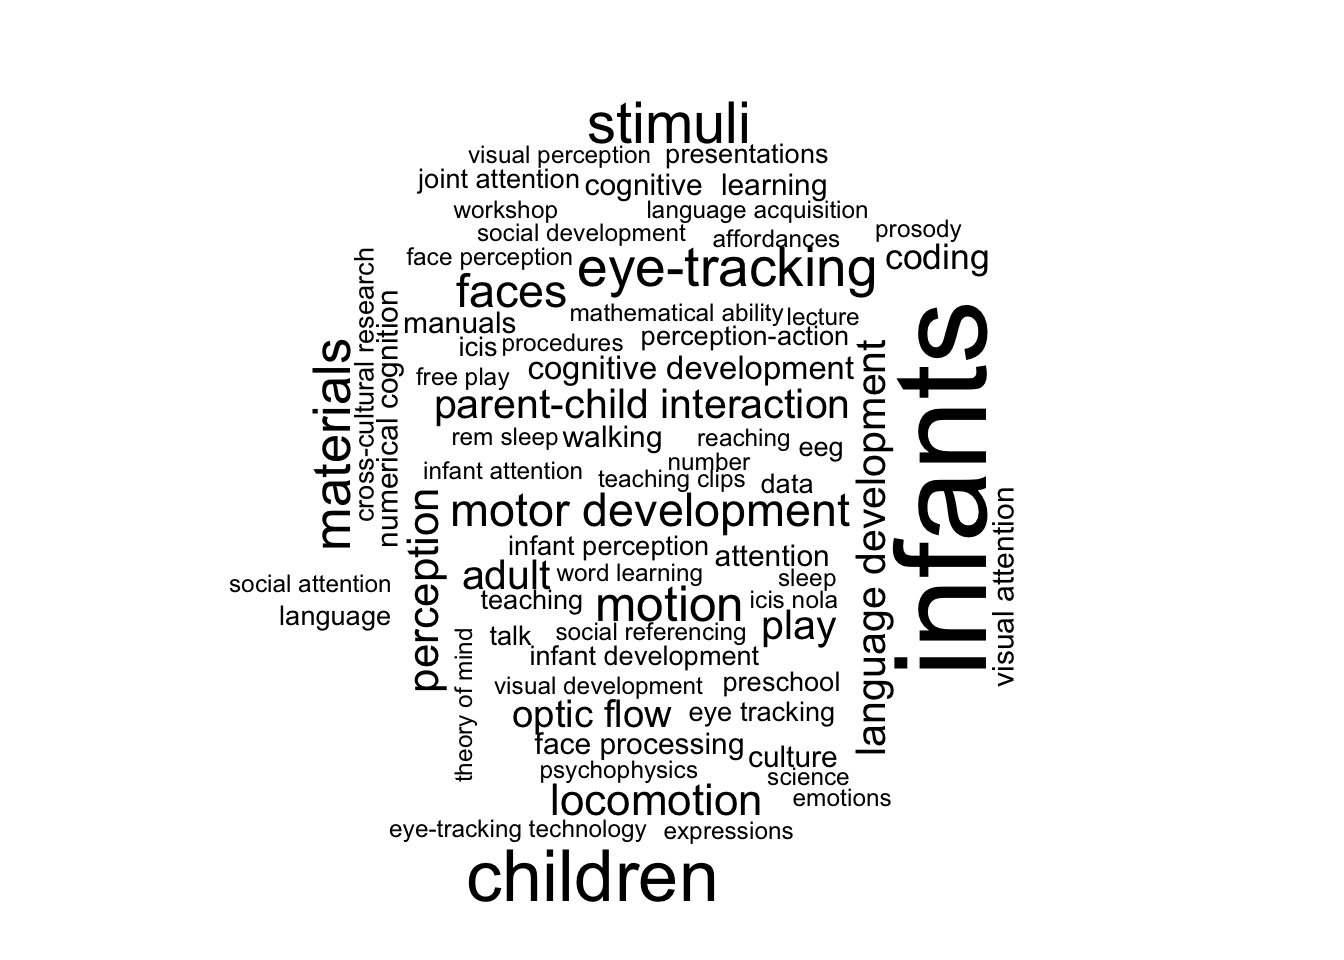 stimuli
visual perception presentations
joint attention cognitive learning
workshop language acquisition
social development affordances prosody
face perception eye-tracking coding
faces
mathematical ability lecture
manuals
icis procedures perception-action
free play cognitive development
parent-child interaction
rem sleep walking reaching eeg
infant attention number
teaching clips data
motor development
infant perception attention
adult word learning sleep
teaching motion icis nola
play
talk social referencing
infant development
visual development preschool
optic flow eye tracking
face processing culture
psychophysics science
locomotion emotions
eye-tracking technology expressions
children
social attention
language
materials
cross-cultural research
numerical cognition
perception
theory of mind
language development
infants
visual attention